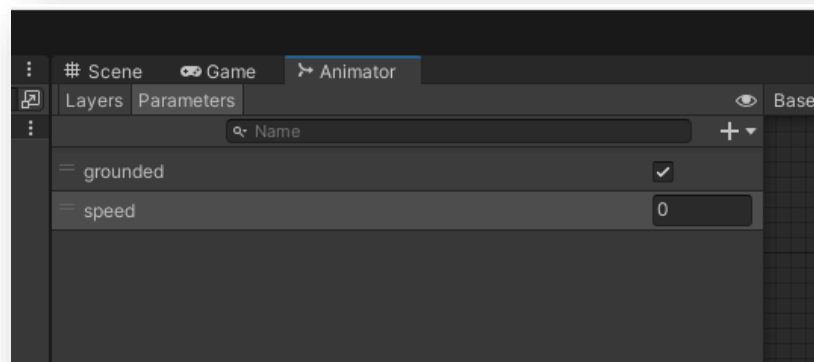 Scene Game Animator
Layers Parameters Base
Name
grounded
speed 0